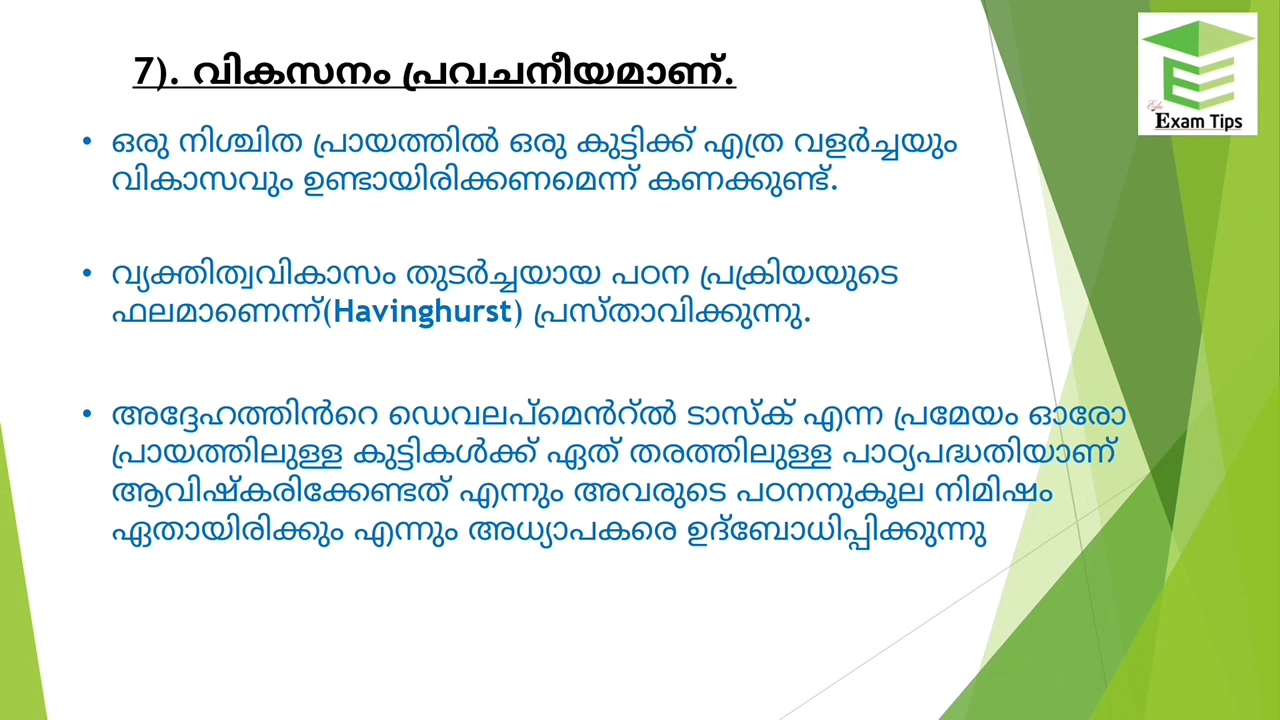 7). വികസനം പ്രവചനീയമാണ്.
Exam Tips
• ഒരു നിശ്ചിത പ്രായത്തിൽ ഒരു കുട്ടിക്ക് എത്ര വളർച്ചയും
വികാസവും ഉണ്ടായിരിക്കണമെന്ന് കണക്കുണ്ട്.
• വ്യക്തിത്വവികാസം തുടർച്ചയായ പഠന പ്രക്രിയയുടെ
ഫലമാണെന്ന്(Havinghurst) പ്രസ്താവിക്കുന്നു.
• അദ്ദേഹത്തിൻറെ ഡെവലപ്മെൻറ്ൽ ടാസ്ക് എന്ന പ്രമേയം ഓരോ
പ്രായത്തിലുള്ള കുട്ടികൾക്ക് ഏത് തരത്തിലുള്ള പാഠ്യപദ്ധതിയാണ്
ആവിഷ്കരിക്കേണ്ടത് എന്നും അവരുടെ പഠനനുകൂല നിമിഷം
ഏതായിരിക്കും എന്നും അധ്യാപകരെ ഉദ്ബോധിപ്പിക്കുന്നു